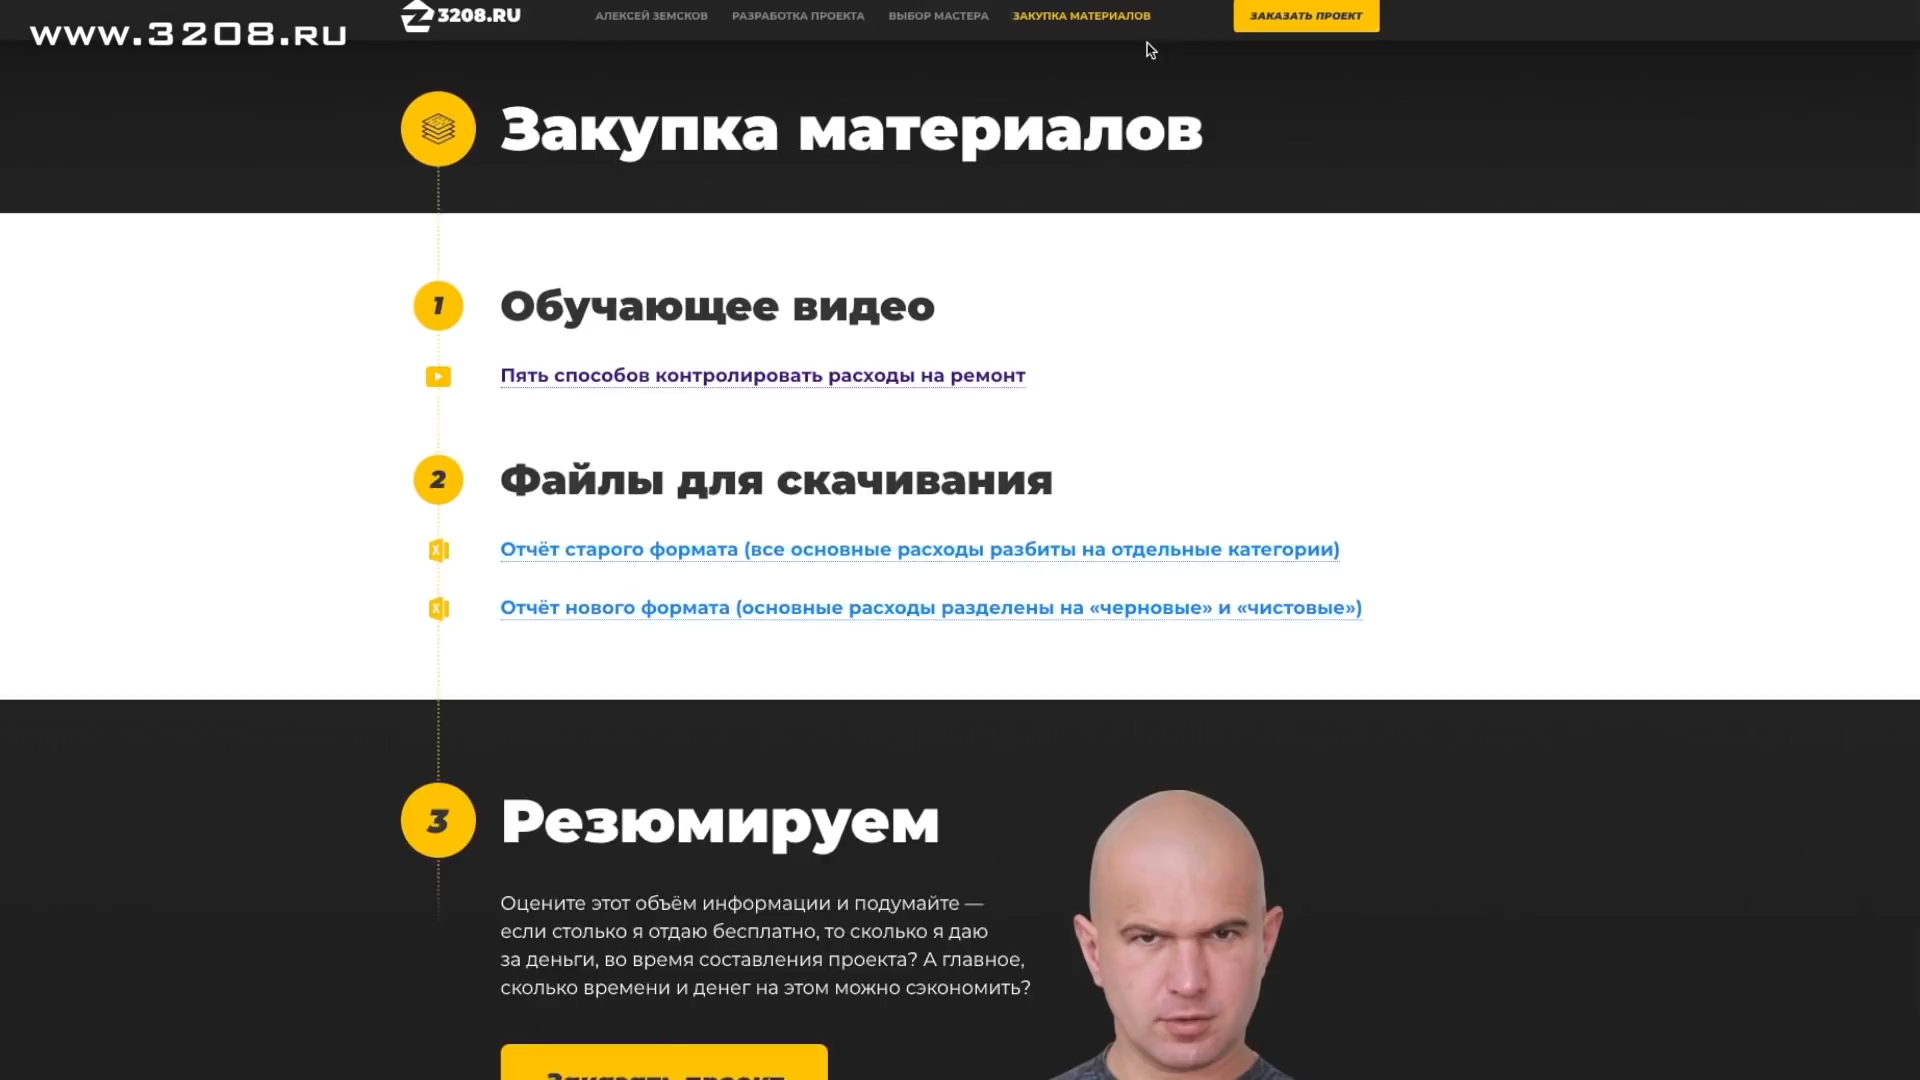 www.3208.ru
3208.RU
АЛЕКСЕЙ ЗЕМСКОВ
РАЗРАБОТКА ПРОЕКТА
ВЫБОР МАСТЕРА
ЗАКУПКА МАТЕРИАЛОВ
ЗАКАЗАТЬ ПРОЕКТ
Закупка материалов
1
Обучающее видео
Пять способов контролировать расходы на ремонт
2
Файлы для скачивания
Отчёт старого формата (все основные расходы разбиты на отдельные категории)
Отчёт нового формата (основные расходы разделены на «черновые» и «чистовые»)
3
Резюмируем
Оцените этот объём информации и подумайте —
если столько я отдаю бесплатно, то сколько я даю
за деньги, во время составления проекта? А главное,
сколько времени и денег на этом можно сэкономить?
Заказать проект